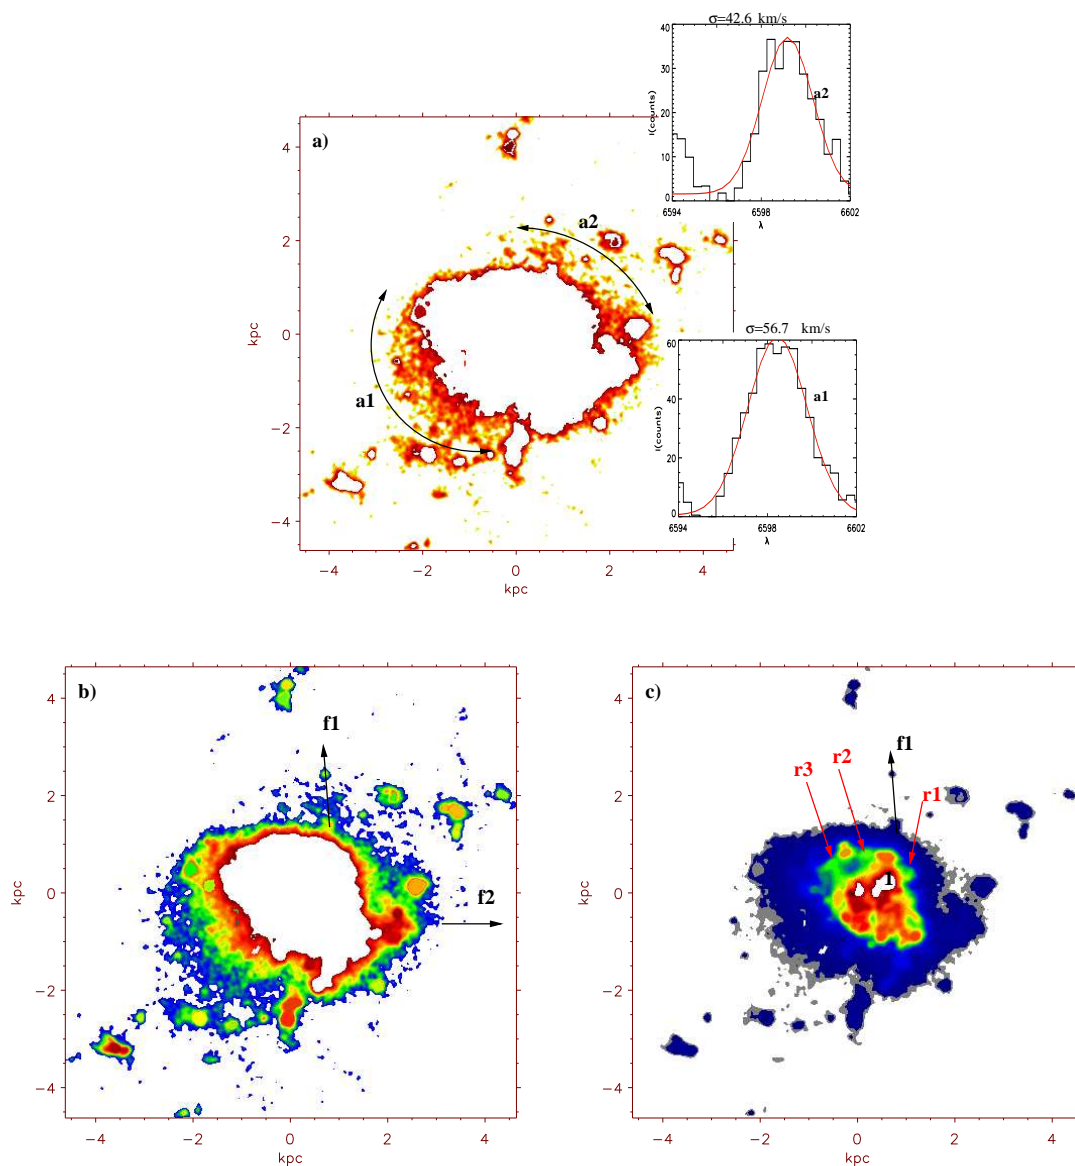 σ=42.6 km/s
40
30
20
10
0
I(counts)
a2
6594 6598 6602
λ
a)
4
2
0
−2
−4
kpc
a2
a1
−4 −2 0 2 4
kpc
σ=56.7 km/s
60
40
20
0
I(counts)
a1
6594 6598 6602
λ
b)
4
2
0
−2
−4
kpc
f1
f2
−4 −2 0 2 4
kpc
c)
4
2
0
−2
−4
kpc
f1
r2
r3
r1
1
−4 −2 0 2 4
kpc